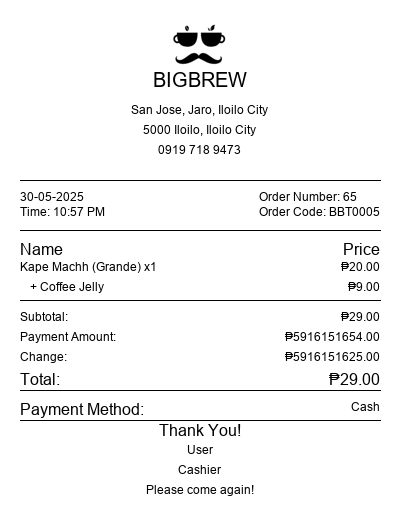 BIGBREW
San Jose, Jaro, Iloilo City
5000 Iloilo, Iloilo City
0919 718 9473
30-05-2025 Order Number: 65
Time: 10:57 PM Order Code: BBT0005
Name Price
Kape Machh (Grande) x1 ₱20.00
+ Coffee Jelly ₱9.00
Subtotal: ₱29.00
Payment Amount: ₱5916151654.00
Change: ₱5916151625.00
Total: ₱29.00
Payment Method: Cash
Thank You!
User
Cashier
Please come again!